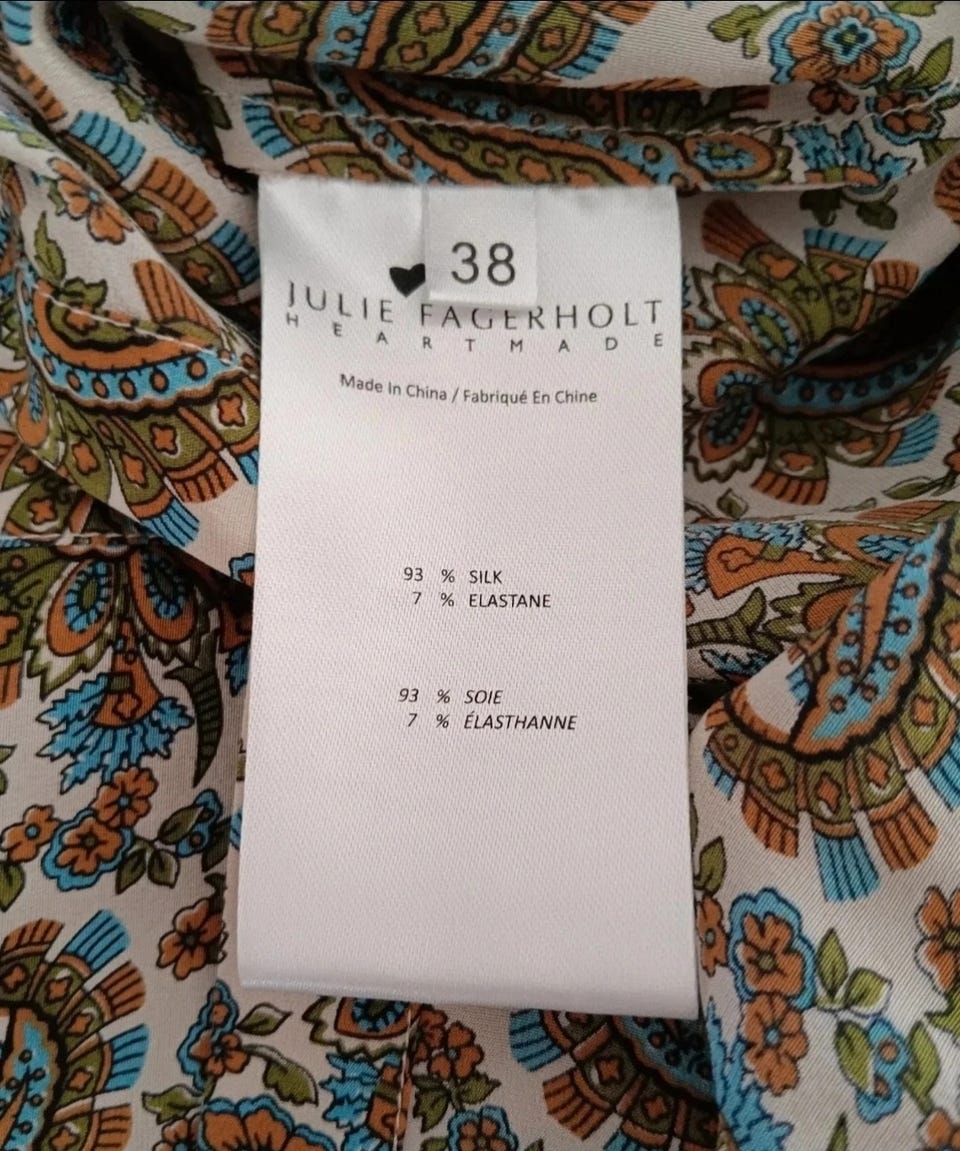 38
JULIE FAGERHOLT
HEARTMADE
Made In China / Fabriqué En Chine
93 % SILK
7 % ELASTANE
93 % SOIE
7 % ÉLASTHANNE